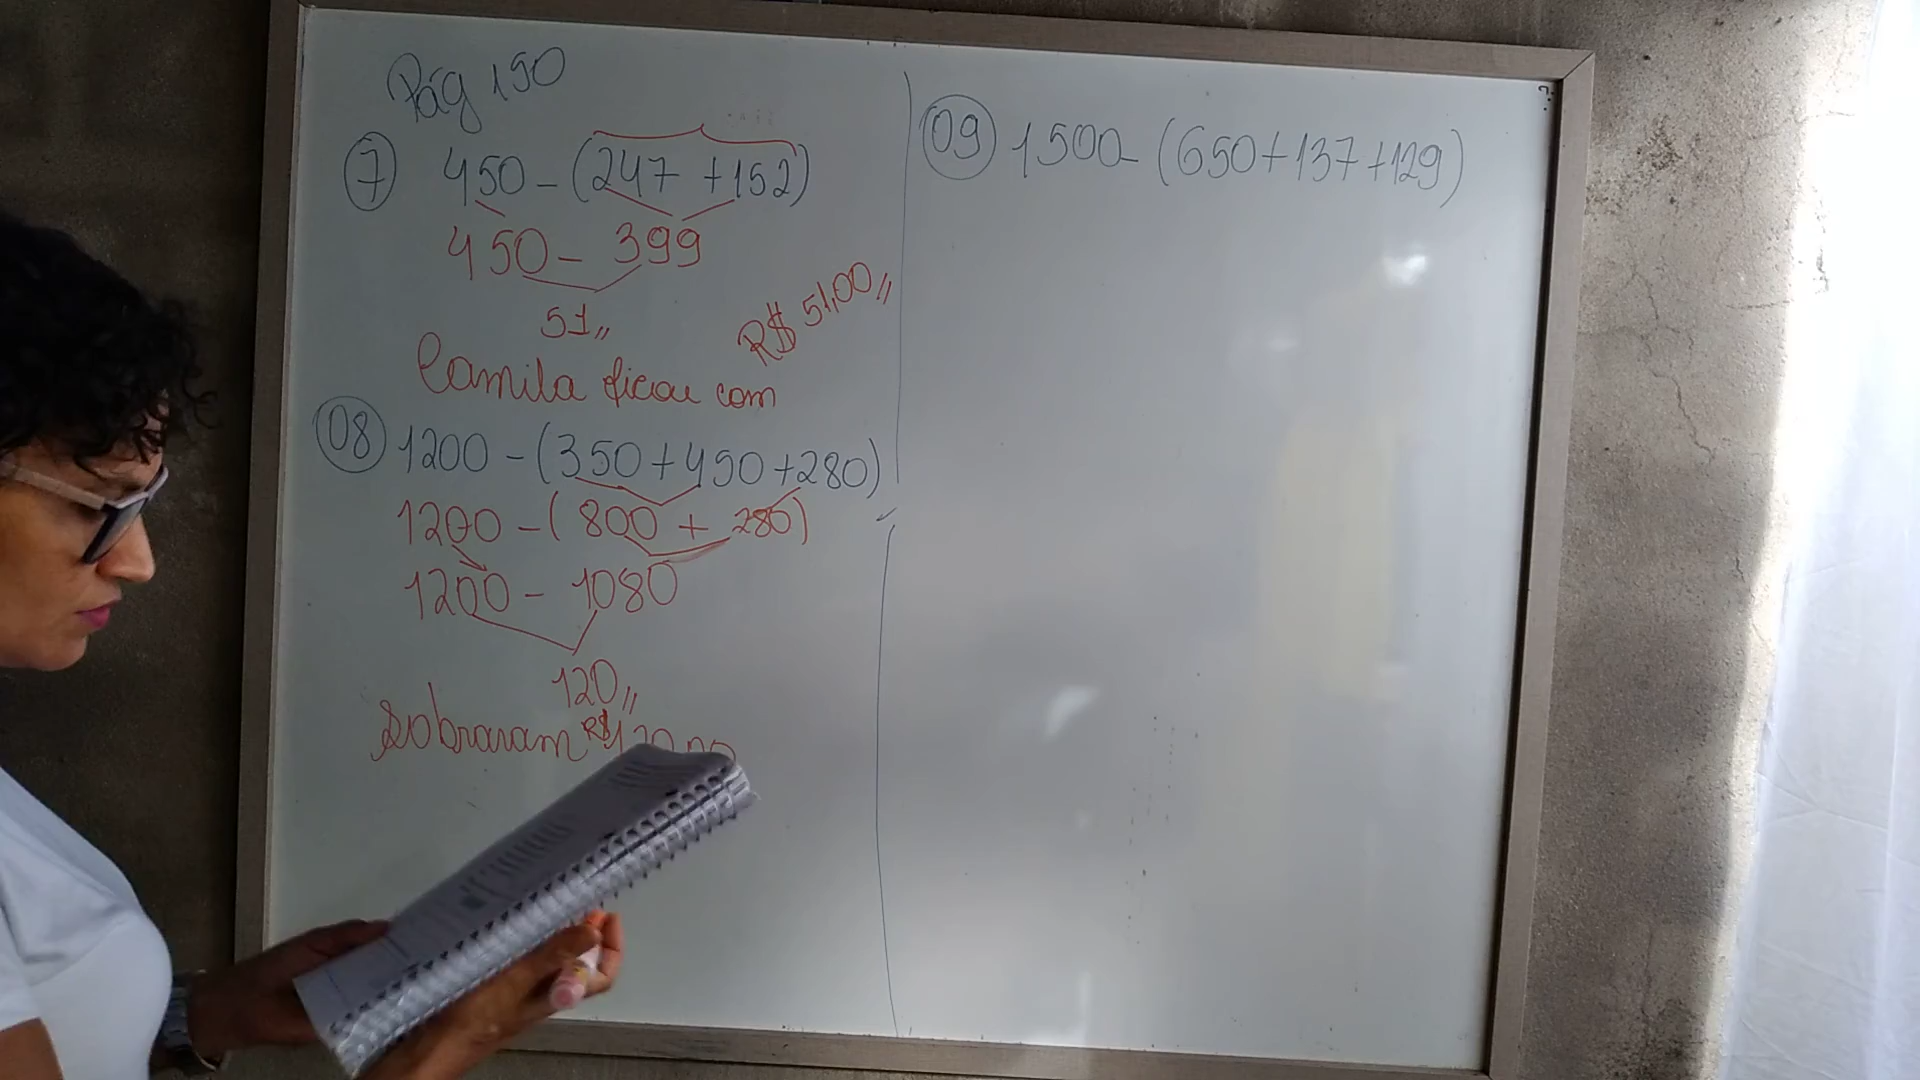 Pág 150
7 450 - (247 + 152)
450 - 399
51,,
Camila ficou com R$ 51,00,,
08 1200 - (350 + 450 + 280)
1200 - (800 + 280)
1200 - 1080
120,,
Sobraram R$ 120,00
09 1500 - (650 + 137 + 129)